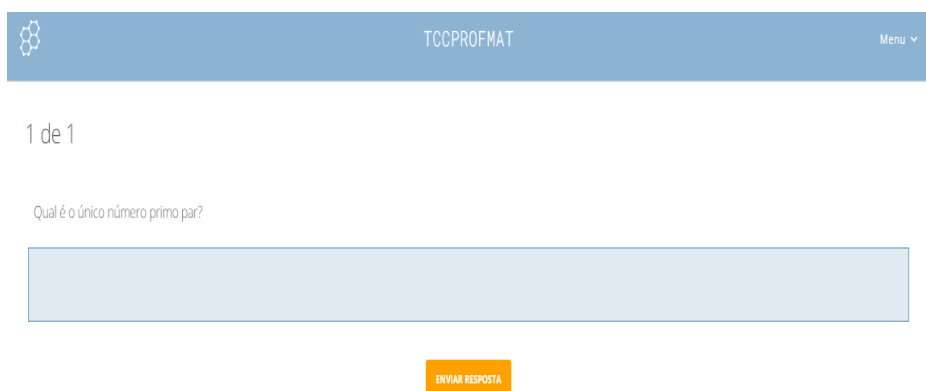 TCCPROFMAT
Menu
1 de 1
Qual é o único número primo par?
ENVIAR RESPOSTA